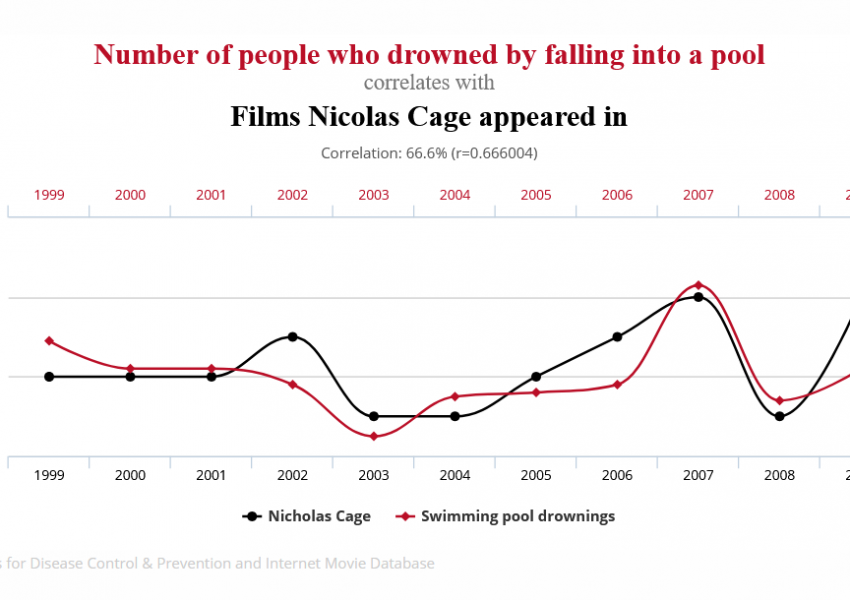 Number of people who drowned by falling into a pool
correlates with
Films Nicolas Cage appeared in
Correlation: 66.6% (r=0.666004)
1999 2000 2001 2002 2003 2004 2005 2006 2007 2008
1999 2000 2001 2002 2003 2004 2005 2006 2007 2008
Nicholas Cage Swimming pool drownings
for Disease Control & Prevention and Internet Movie Database